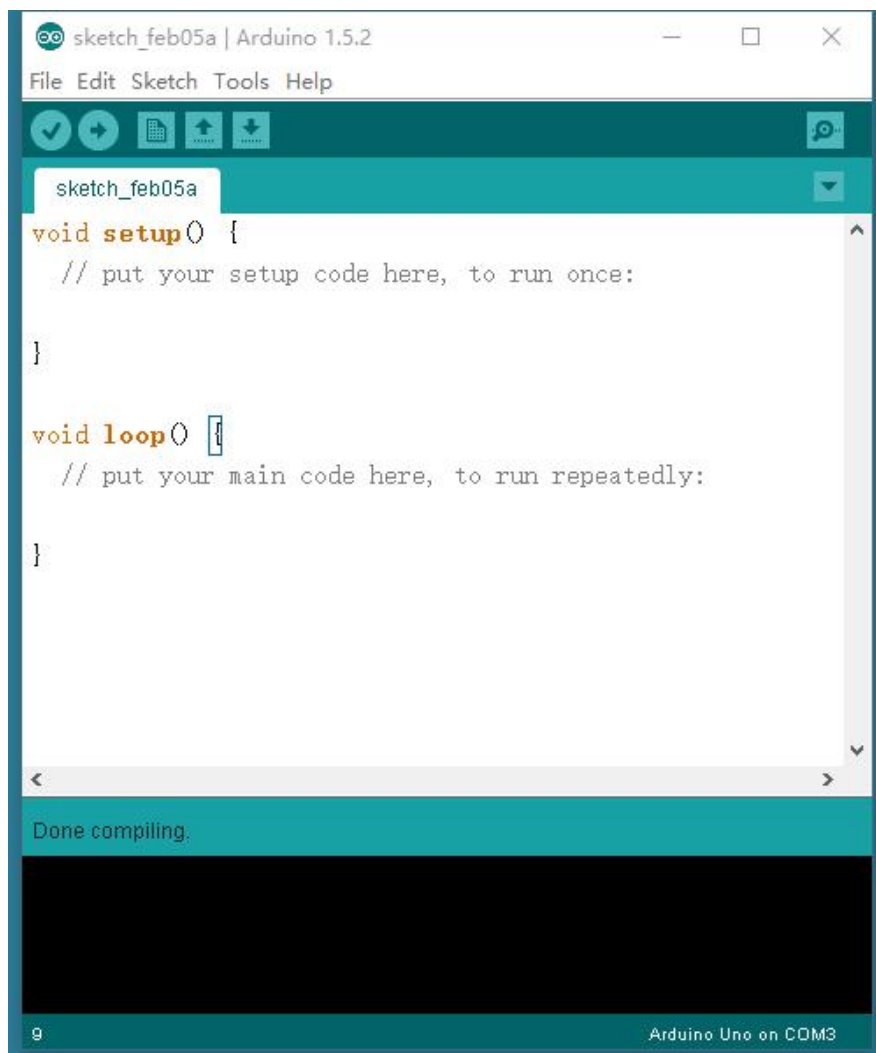 sketch_feb05a | Arduino 1.5.2
File Edit Sketch Tools Help
sketch_feb05a
void setup() {
  // put your setup code here, to run once:
}
void loop() {
  // put your main code here, to run repeatedly:
}
Done compiling.
9 Arduino Uno on COM3